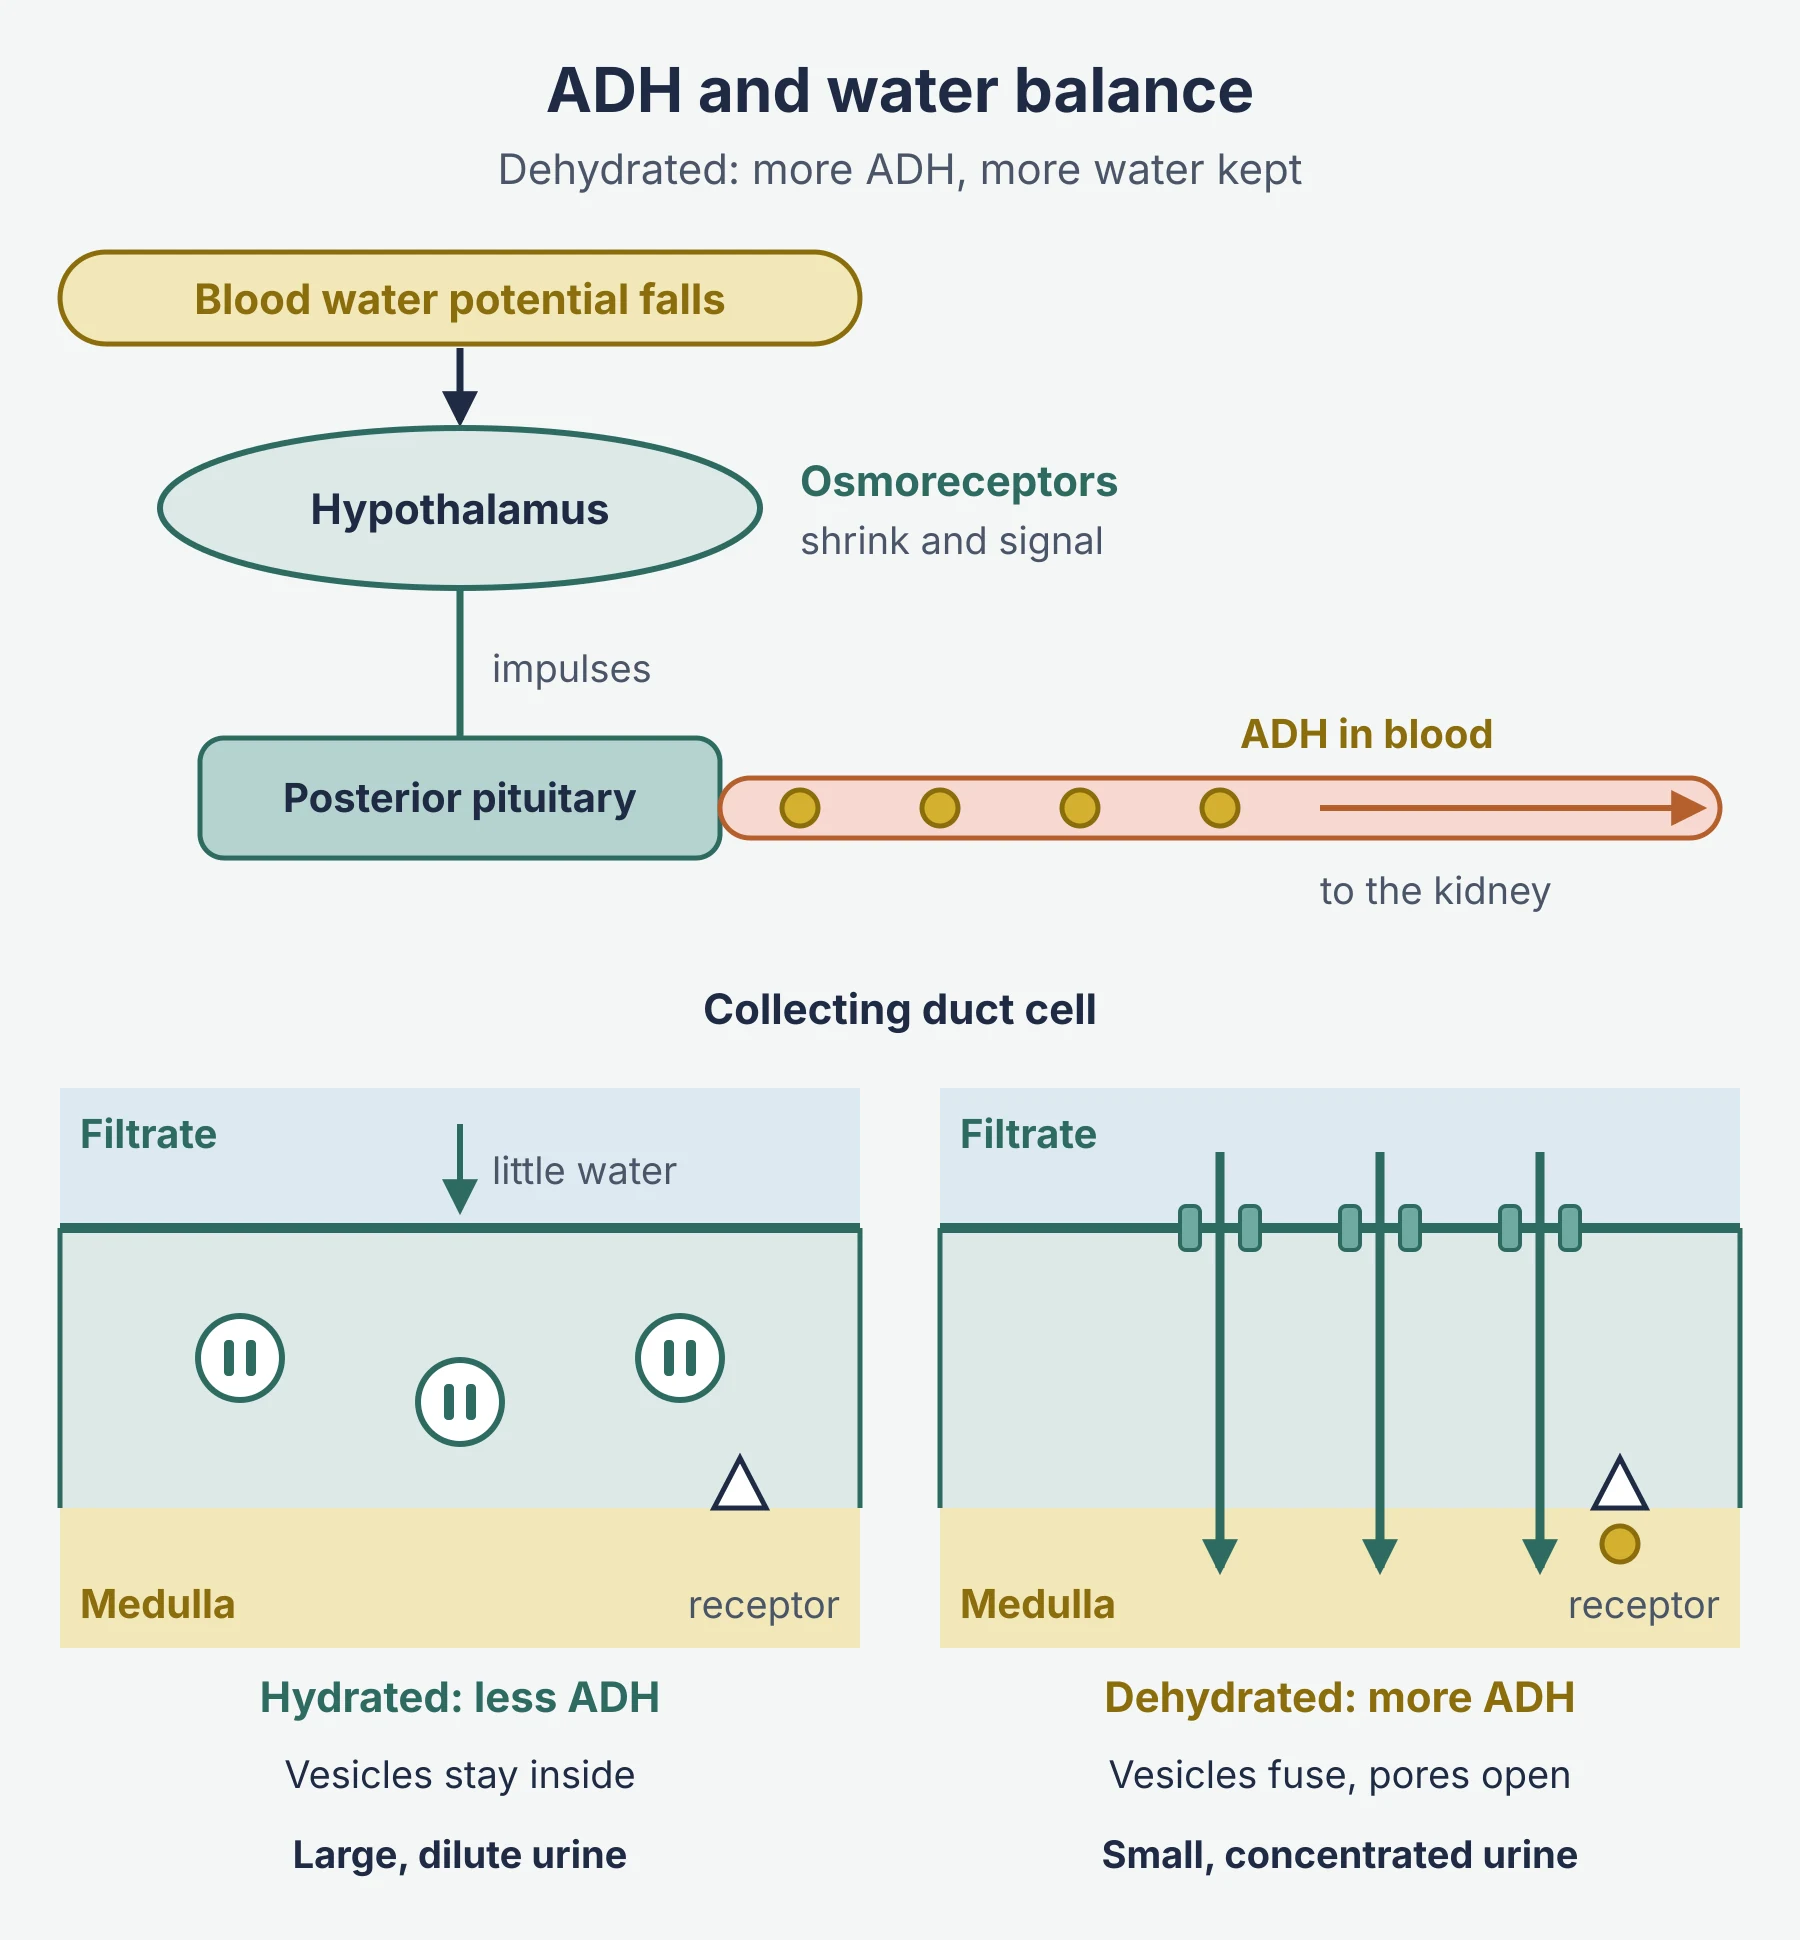 ADH and water balance
Dehydrated: more ADH, more water kept
Blood water potential falls
Hypothalamus
Osmoreceptors
shrink and signal
impulses
Posterior pituitary
ADH in blood
to the kidney
Collecting duct cell
Filtrate
little water
Medulla
receptor
Hydrated: less ADH
Vesicles stay inside
Large, dilute urine
Filtrate
Medulla
receptor
Dehydrated: more ADH
Vesicles fuse, pores open
Small, concentrated urine